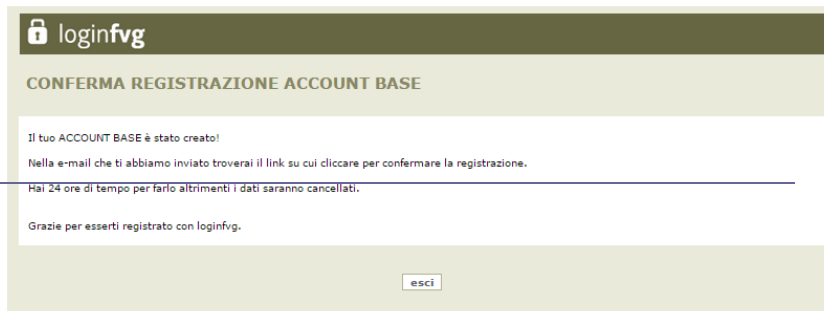 loginfvg
CONFERMA REGISTRAZIONE ACCOUNT BASE
Il tuo ACCOUNT BASE è stato creato!
Nella e-mail che ti abbiamo inviato troverai il link su cui cliccare per confermare la registrazione.
Hai 24 ore di tempo per farlo altrimenti i dati saranno cancellati.
Grazie per esserti registrato con loginfvg.
esci